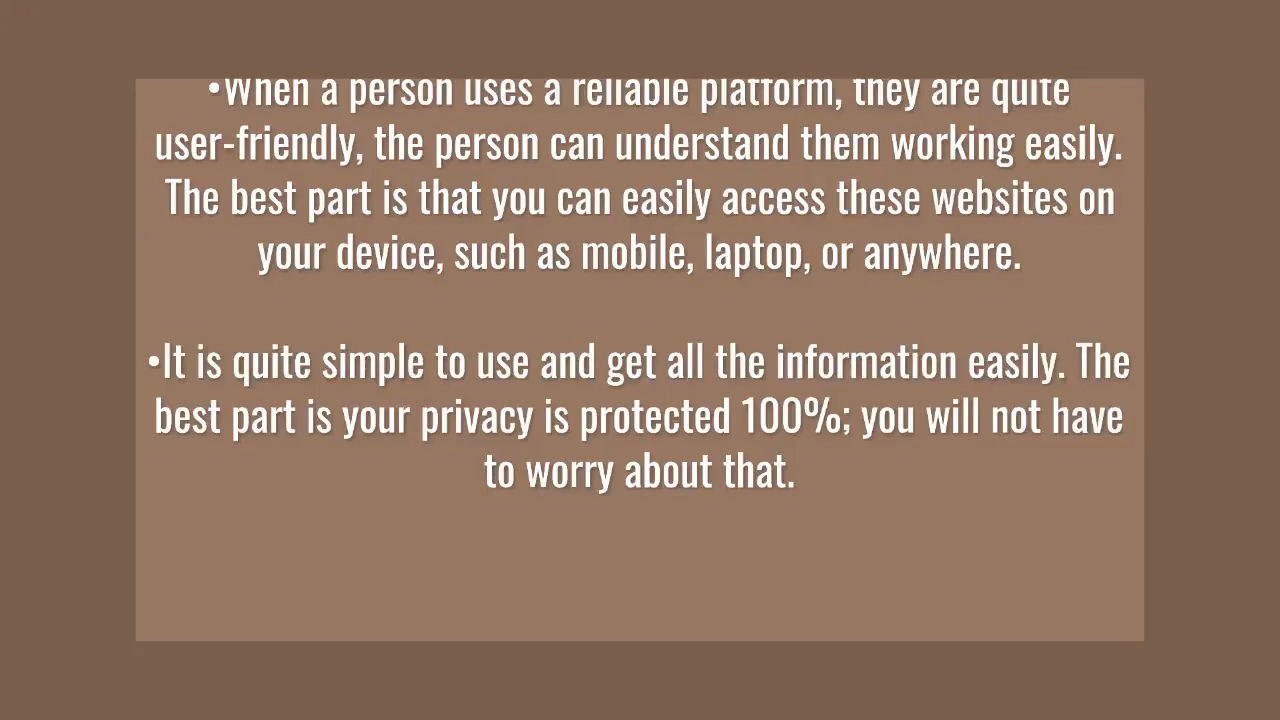 •When a person uses a reliable platform, they are quite
user-friendly, the person can understand them working easily.
The best part is that you can easily access these websites on
your device, such as mobile, laptop, or anywhere.
•It is quite simple to use and get all the information easily. The
best part is your privacy is protected 100%; you will not have
to worry about that.